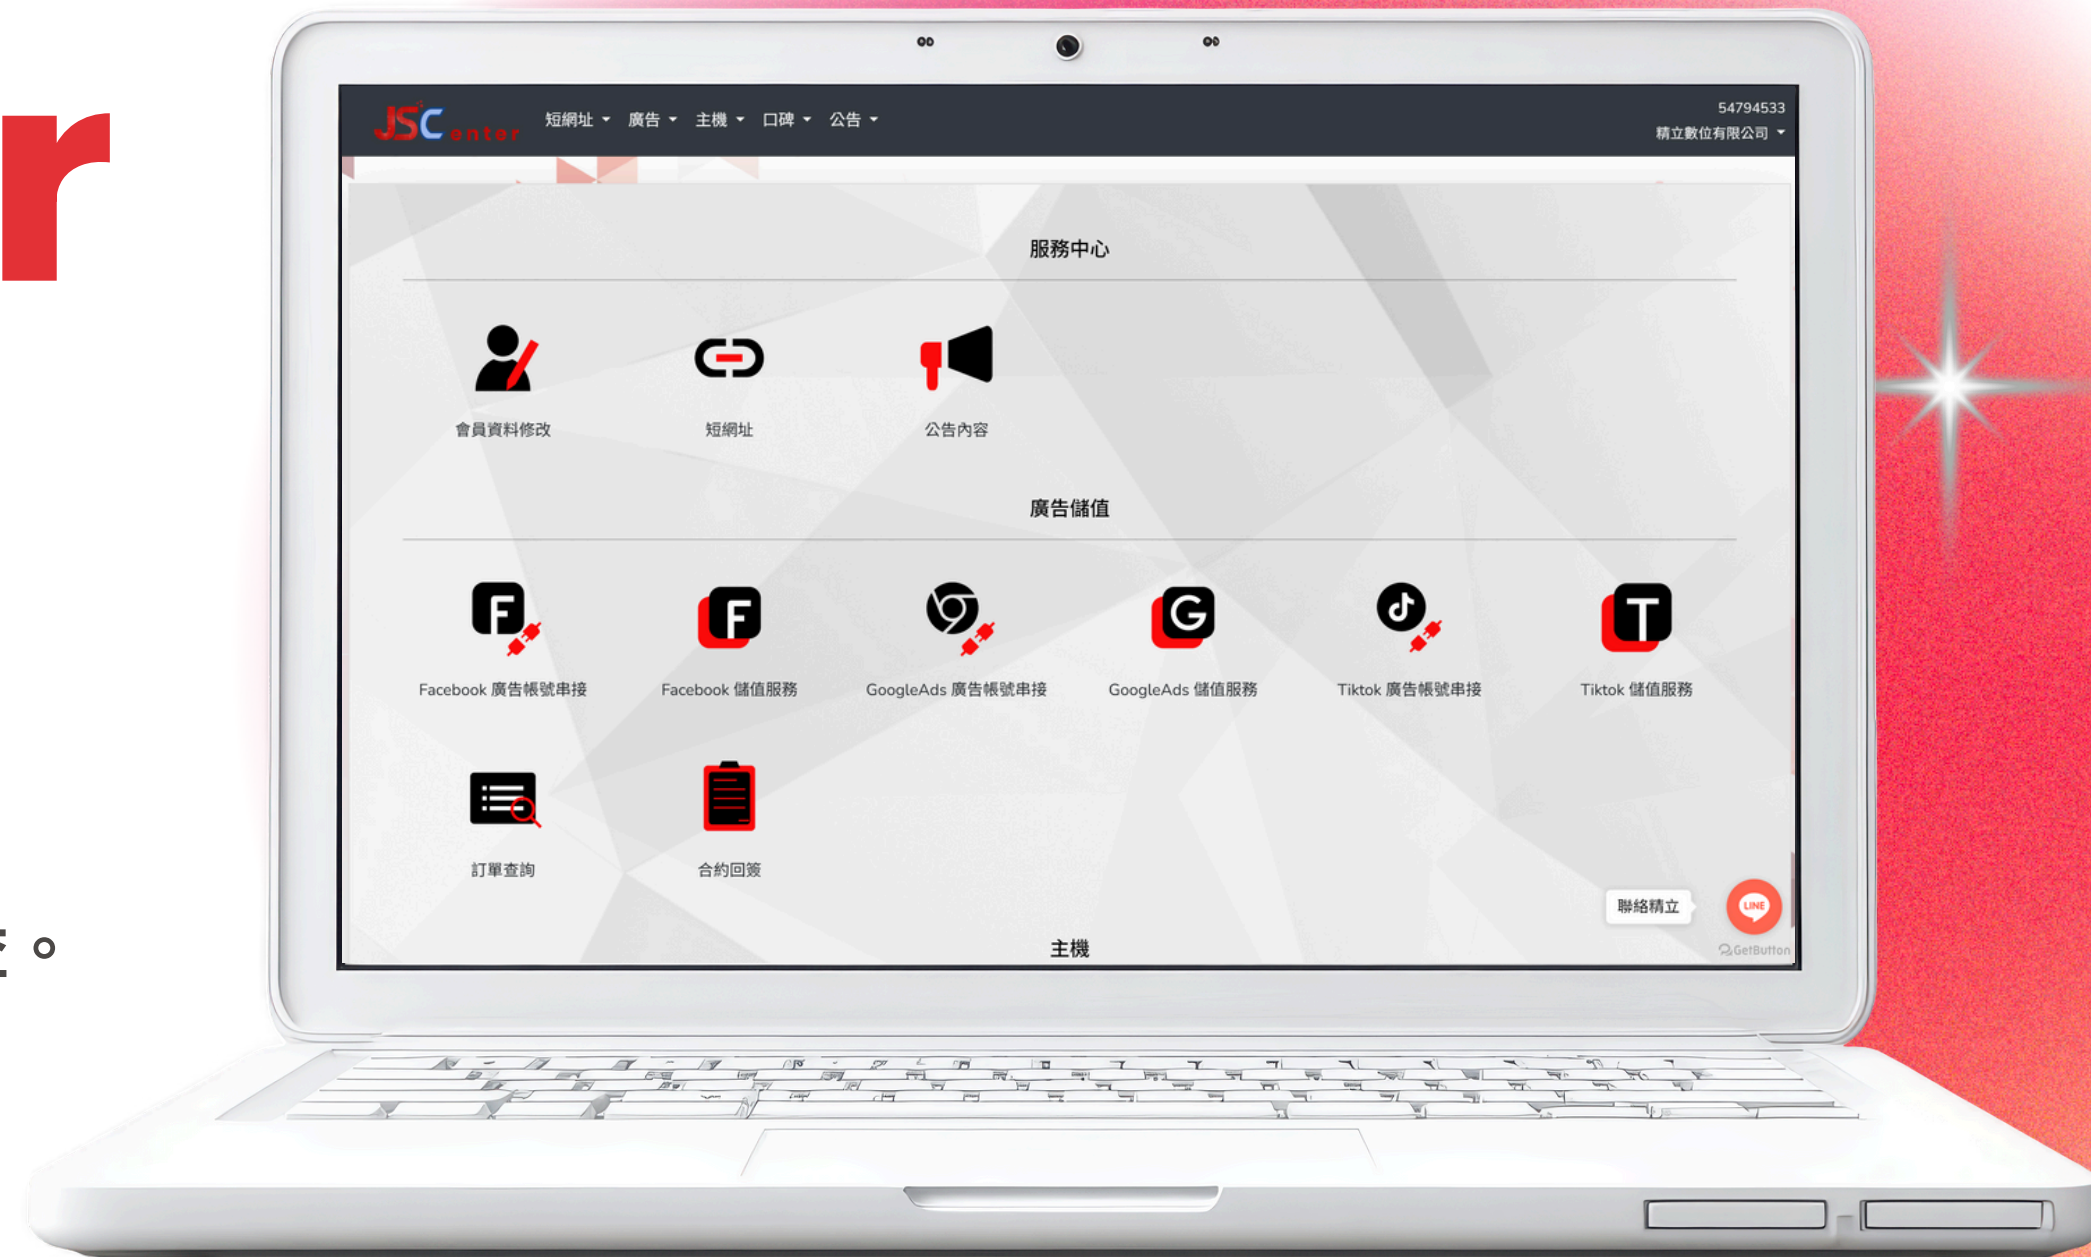 r
。
JSCenter
短網址 廣告 主機 口碑 公告
54794533
精立數位有限公司
服務中心
會員資料修改 短網址 公告內容
廣告儲值
F F G T
Facebook 廣告帳號串接 Facebook 儲值服務 GoogleAds 廣告帳號串接 GoogleAds 儲值服務 Tiktok 廣告帳號串接 Tiktok 儲值服務
訂單查詢 合約回簽
聯絡精立 LINE
GetButton
主機